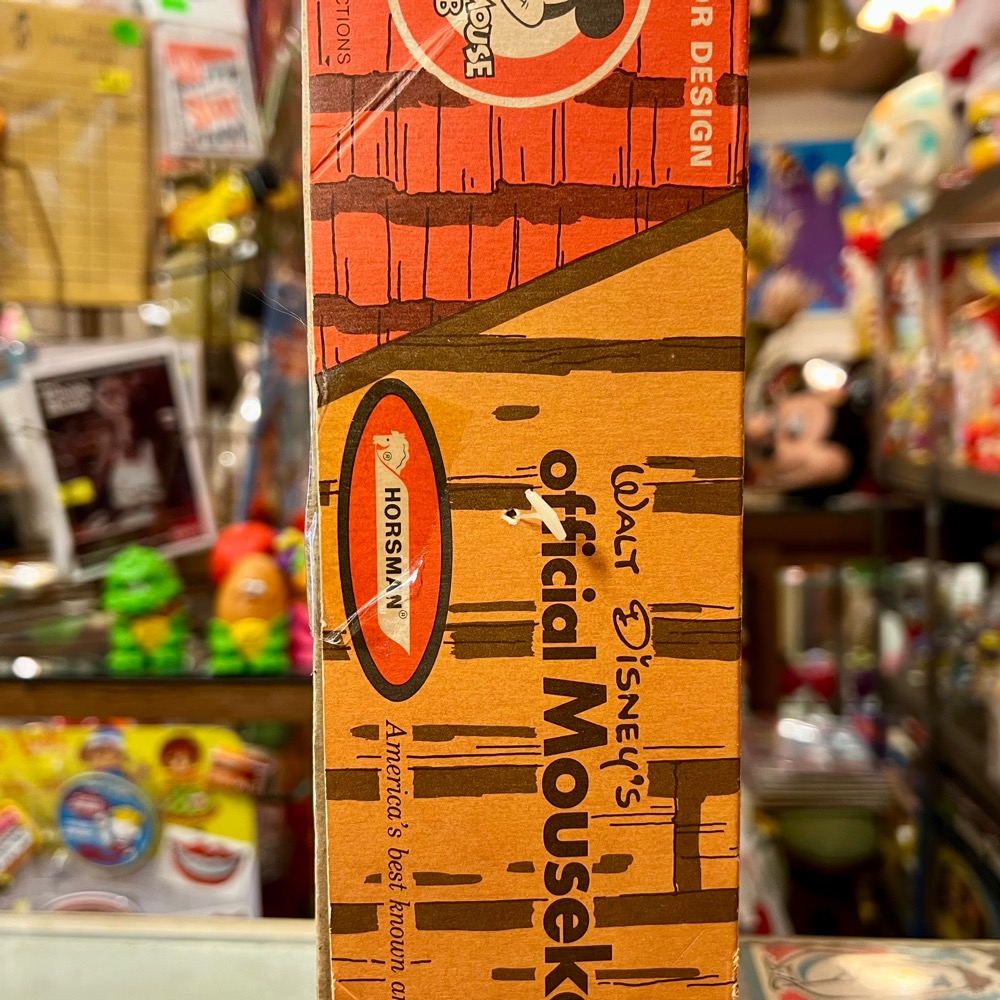 OR DESIGN
MOUSE
CTIONS
WALT DISNEY'S
official Mousek
HORSMAN®
America's best known a